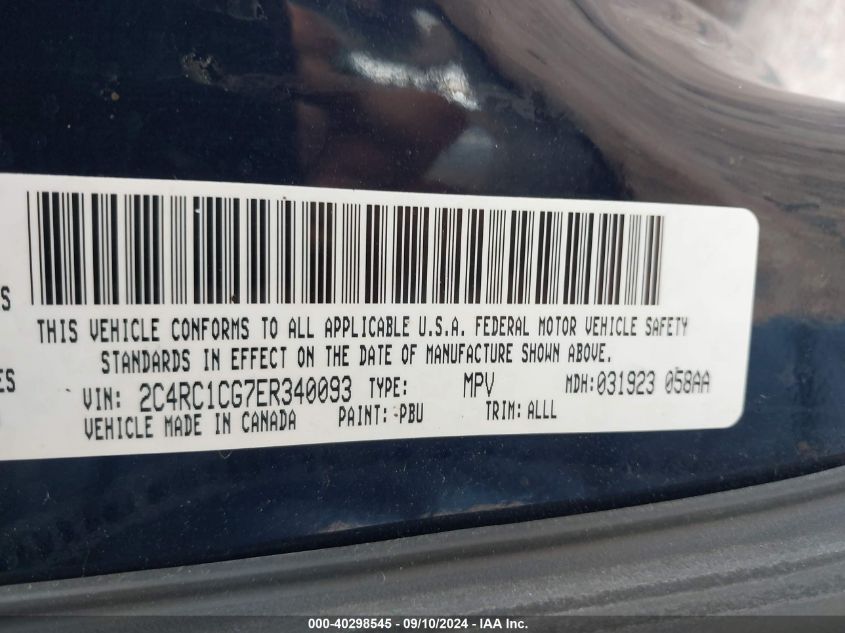 S
THIS VEHICLE CONFORMS TO ALL APPLICABLE U.S.A. FEDERAL MOTOR VEHICLE SAFETY
STANDARDS IN EFFECT ON THE DATE OF MANUFACTURE SHOWN ABOVE.
ES
VIN: 2C4RC1CG7ER340093 TYPE: MPV MDH:031923 058AA
VEHICLE MADE IN CANADA PAINT: PBU TRIM: ALLL
000-40298545 - 09/10/2024 - IAA Inc.